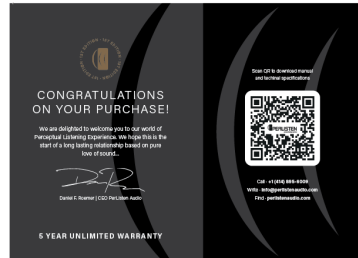 CONGRATULATIONS
ON YOUR PURCHASE!
We are delighted to welcome you to our world of
Perceptual Listening Experience. We hope this is the
start of a long lasting relationship based on pure
love of sound...
Daniel F. Roemer | CEO PerListen Audio
5 YEAR UNLIMITED WARRANTY
Scan QR to download manual
and techinal specifications
PERLISTEN
Call - +1 (414) 895-6009
Write - info@perlistenaudio.com
Find - perlistenaudio.com